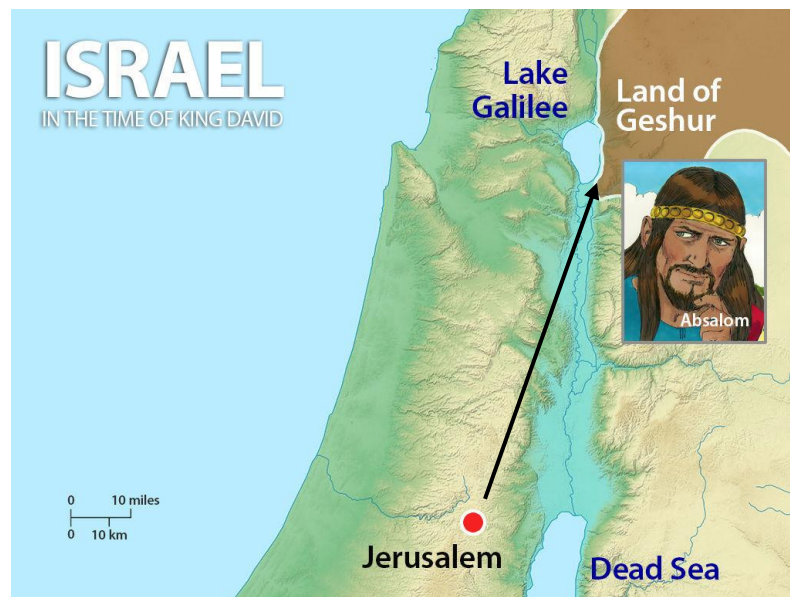 ISRAEL
IN THE TIME OF KING DAVID
Lake
Galilee
Land of
Geshur
Absalom
0 10 miles
0 10 km
Jerusalem
Dead Sea